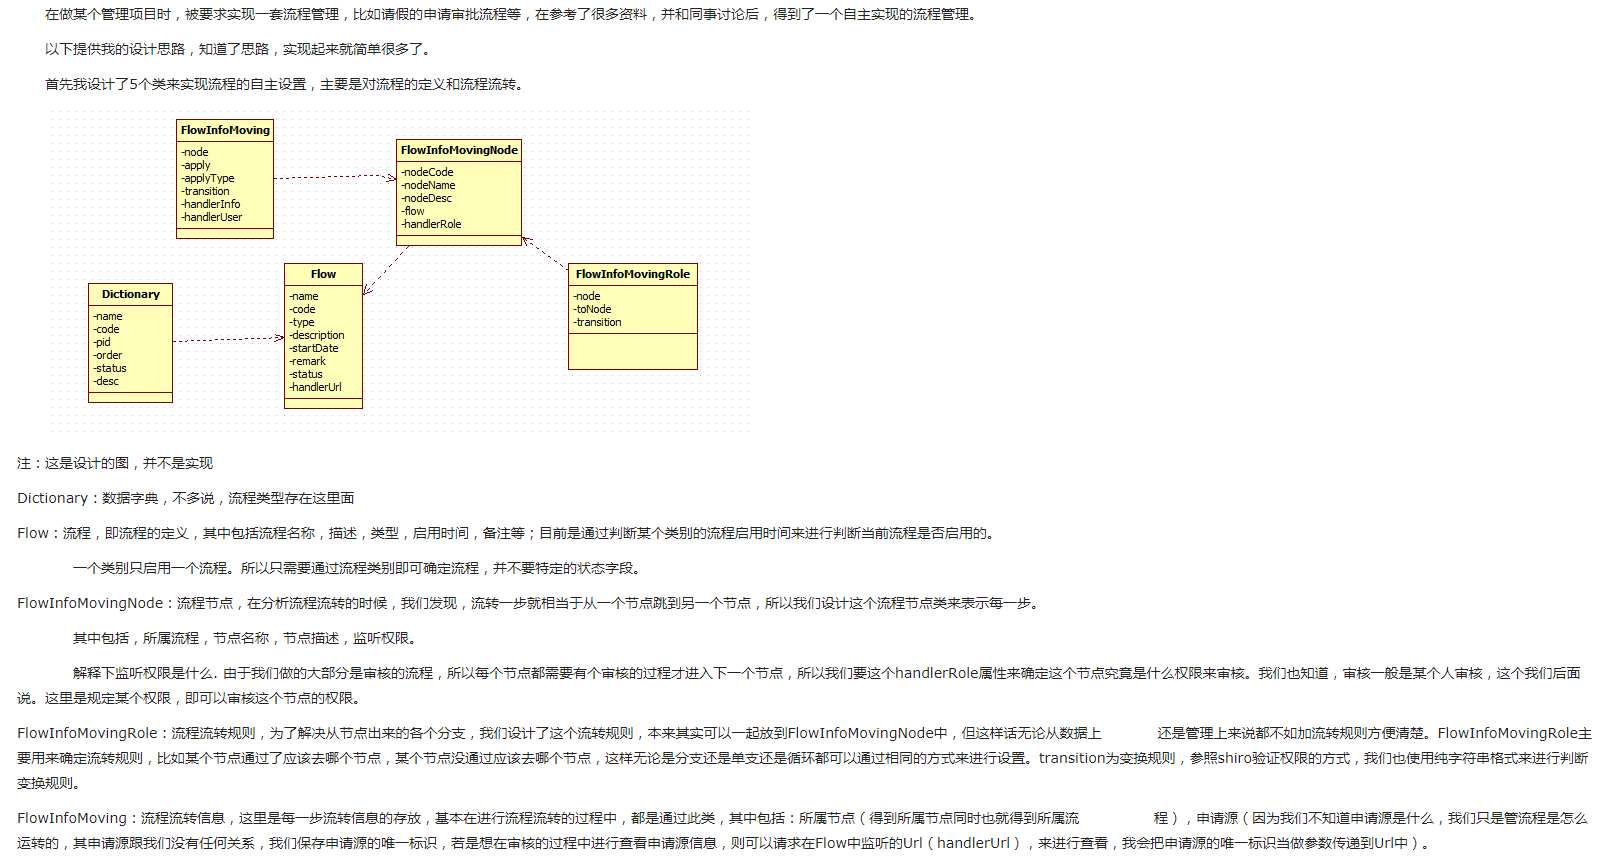 在做某个管理项目时，被要求实现一套流程管理，比如请假的申请审批流程等，在参考了很多资料，并和同事讨论后，得到了一个自主实现的流程管理。
以下提供我的设计思路，知道了思路，实现起来就简单很多了。
首先我设计了5个类来实现流程的自主设置，主要是对流程的定义和流程流转。
FlowInfoMoving
-node
-apply
-applyType
-transition
-handlerInfo
-handlerUser
FlowInfoMovingNode
-nodeCode
-nodeName
-nodeDesc
-flow
-handlerRole
Dictionary
-name
-code
-pid
-order
-status
-desc
Flow
-name
-code
-type
-description
-startDate
-remark
-status
-handlerUrl
FlowInfoMovingRole
-node
-toNode
-transition
注：这是设计的图，并不是实现
Dictionary：数据字典，不多说，流程类型存在这里面
Flow：流程，即流程的定义，其中包括流程名称，描述，类型，启用时间，备注等；目前是通过判断某个类别的流程启用时间来进行判断当前流程是否启用的。
一个类别只启用一个流程。所以只需要通过流程类别即可确定流程，并不要特定的状态字段。
FlowInfoMovingNode：流程节点，在分析流程流转的时候，我们发现，流转一步就相当于从一个节点跳到另一个节点，所以我们设计这个流程节点类来表示每一步。
其中包括，所属流程，节点名称，节点描述，监听权限。
解释下监听权限是什么. 由于我们做的大部分是审核的流程，所以每个节点都需要有个审核的过程才进入下一个节点，所以我们要这个handlerRole属性来确定这个节点究竟是什么权限来审核。我们也知道，审核一般是某个人审核，这个我们后面
说。这里是规定某个权限，即可以审核这个节点的权限。
FlowInfoMovingRole：流程流转规则，为了解决从节点出来的各个分支，我们设计了这个流转规则，本来其实可以一起放到FlowInfoMovingNode中，但这样话无论从数据上 还是管理上来说都不如加流转规则方便清楚。FlowInfoMovingRole主
要用来确定流转规则，比如某个节点通过了应该去哪个节点，某个节点没通过应该去哪个节点，这样无论是分支还是单支还是循环都可以通过相同的方式来进行设置。transition为变换规则，参照shiro验证权限的方式，我们也使用纯字符串格式来进行判断
变换规则。
FlowInfoMoving：流程流转信息，这里是每一步流转信息的存放，基本在进行流程流转的过程中，都是通过此类，其中包括：所属节点（得到所属节点同时也就得到所属流 程），申请源（因为我们不知道申请源是什么，我们只是管流程是怎么
运转的，其申请源跟我们没有任何关系，我们保存申请源的唯一标识，若是想在审核的过程中进行查看申请源信息，则可以请求在Flow中监听的Url（handlerUrl），来进行查看，我会把申请源的唯一标识当做参数传递到Url中）。